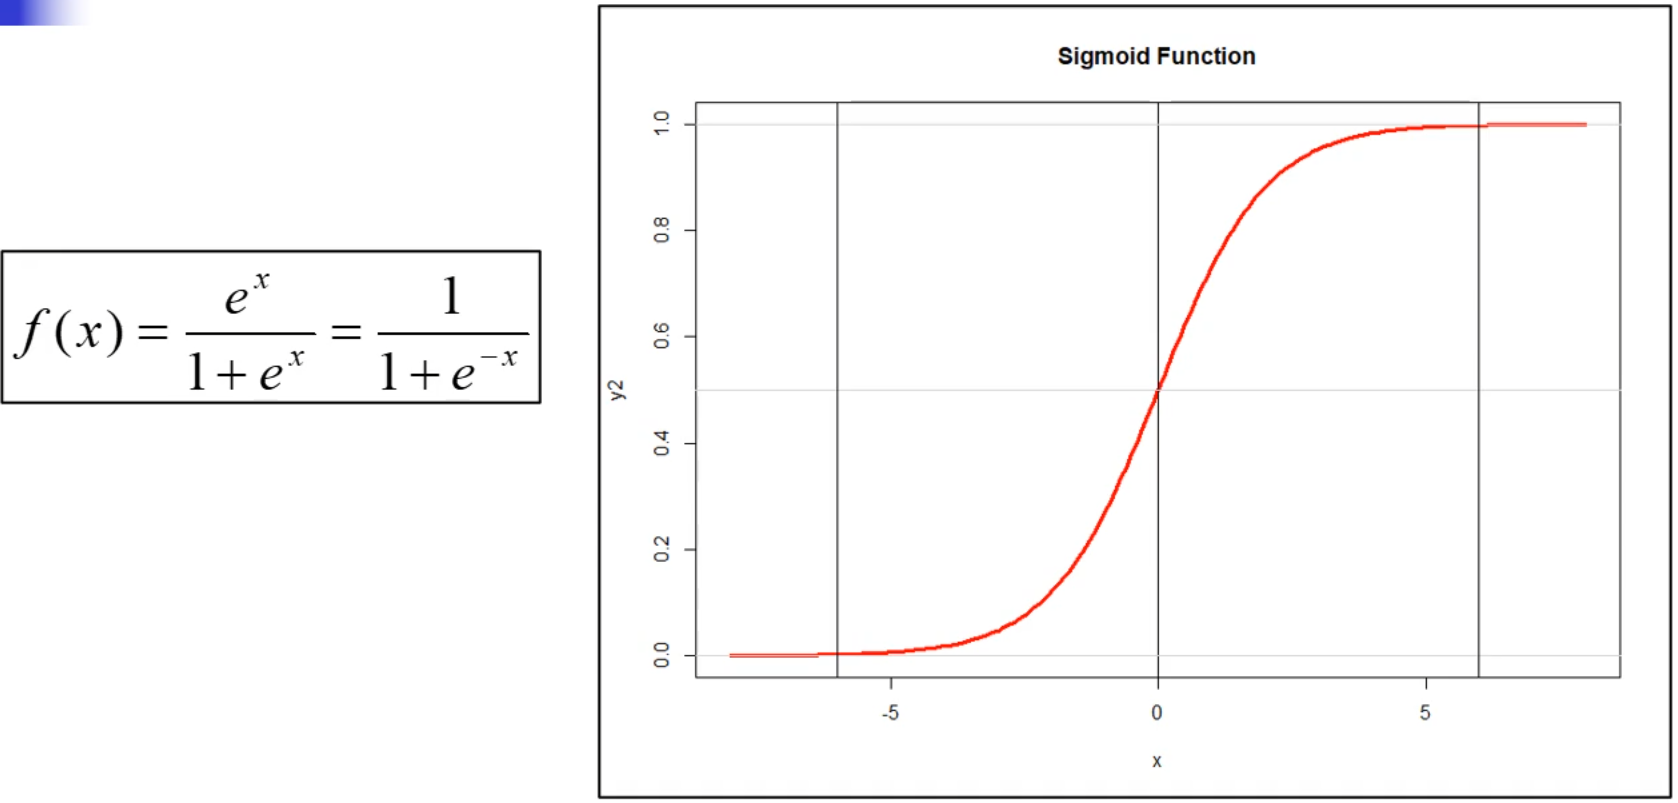 f(x) = e^x / (1 + e^x) = 1 / (1 + e^-x)
Sigmoid Function
y2
1.0
0.8
0.6
0.4
0.2
0.0
-5 0 5
x